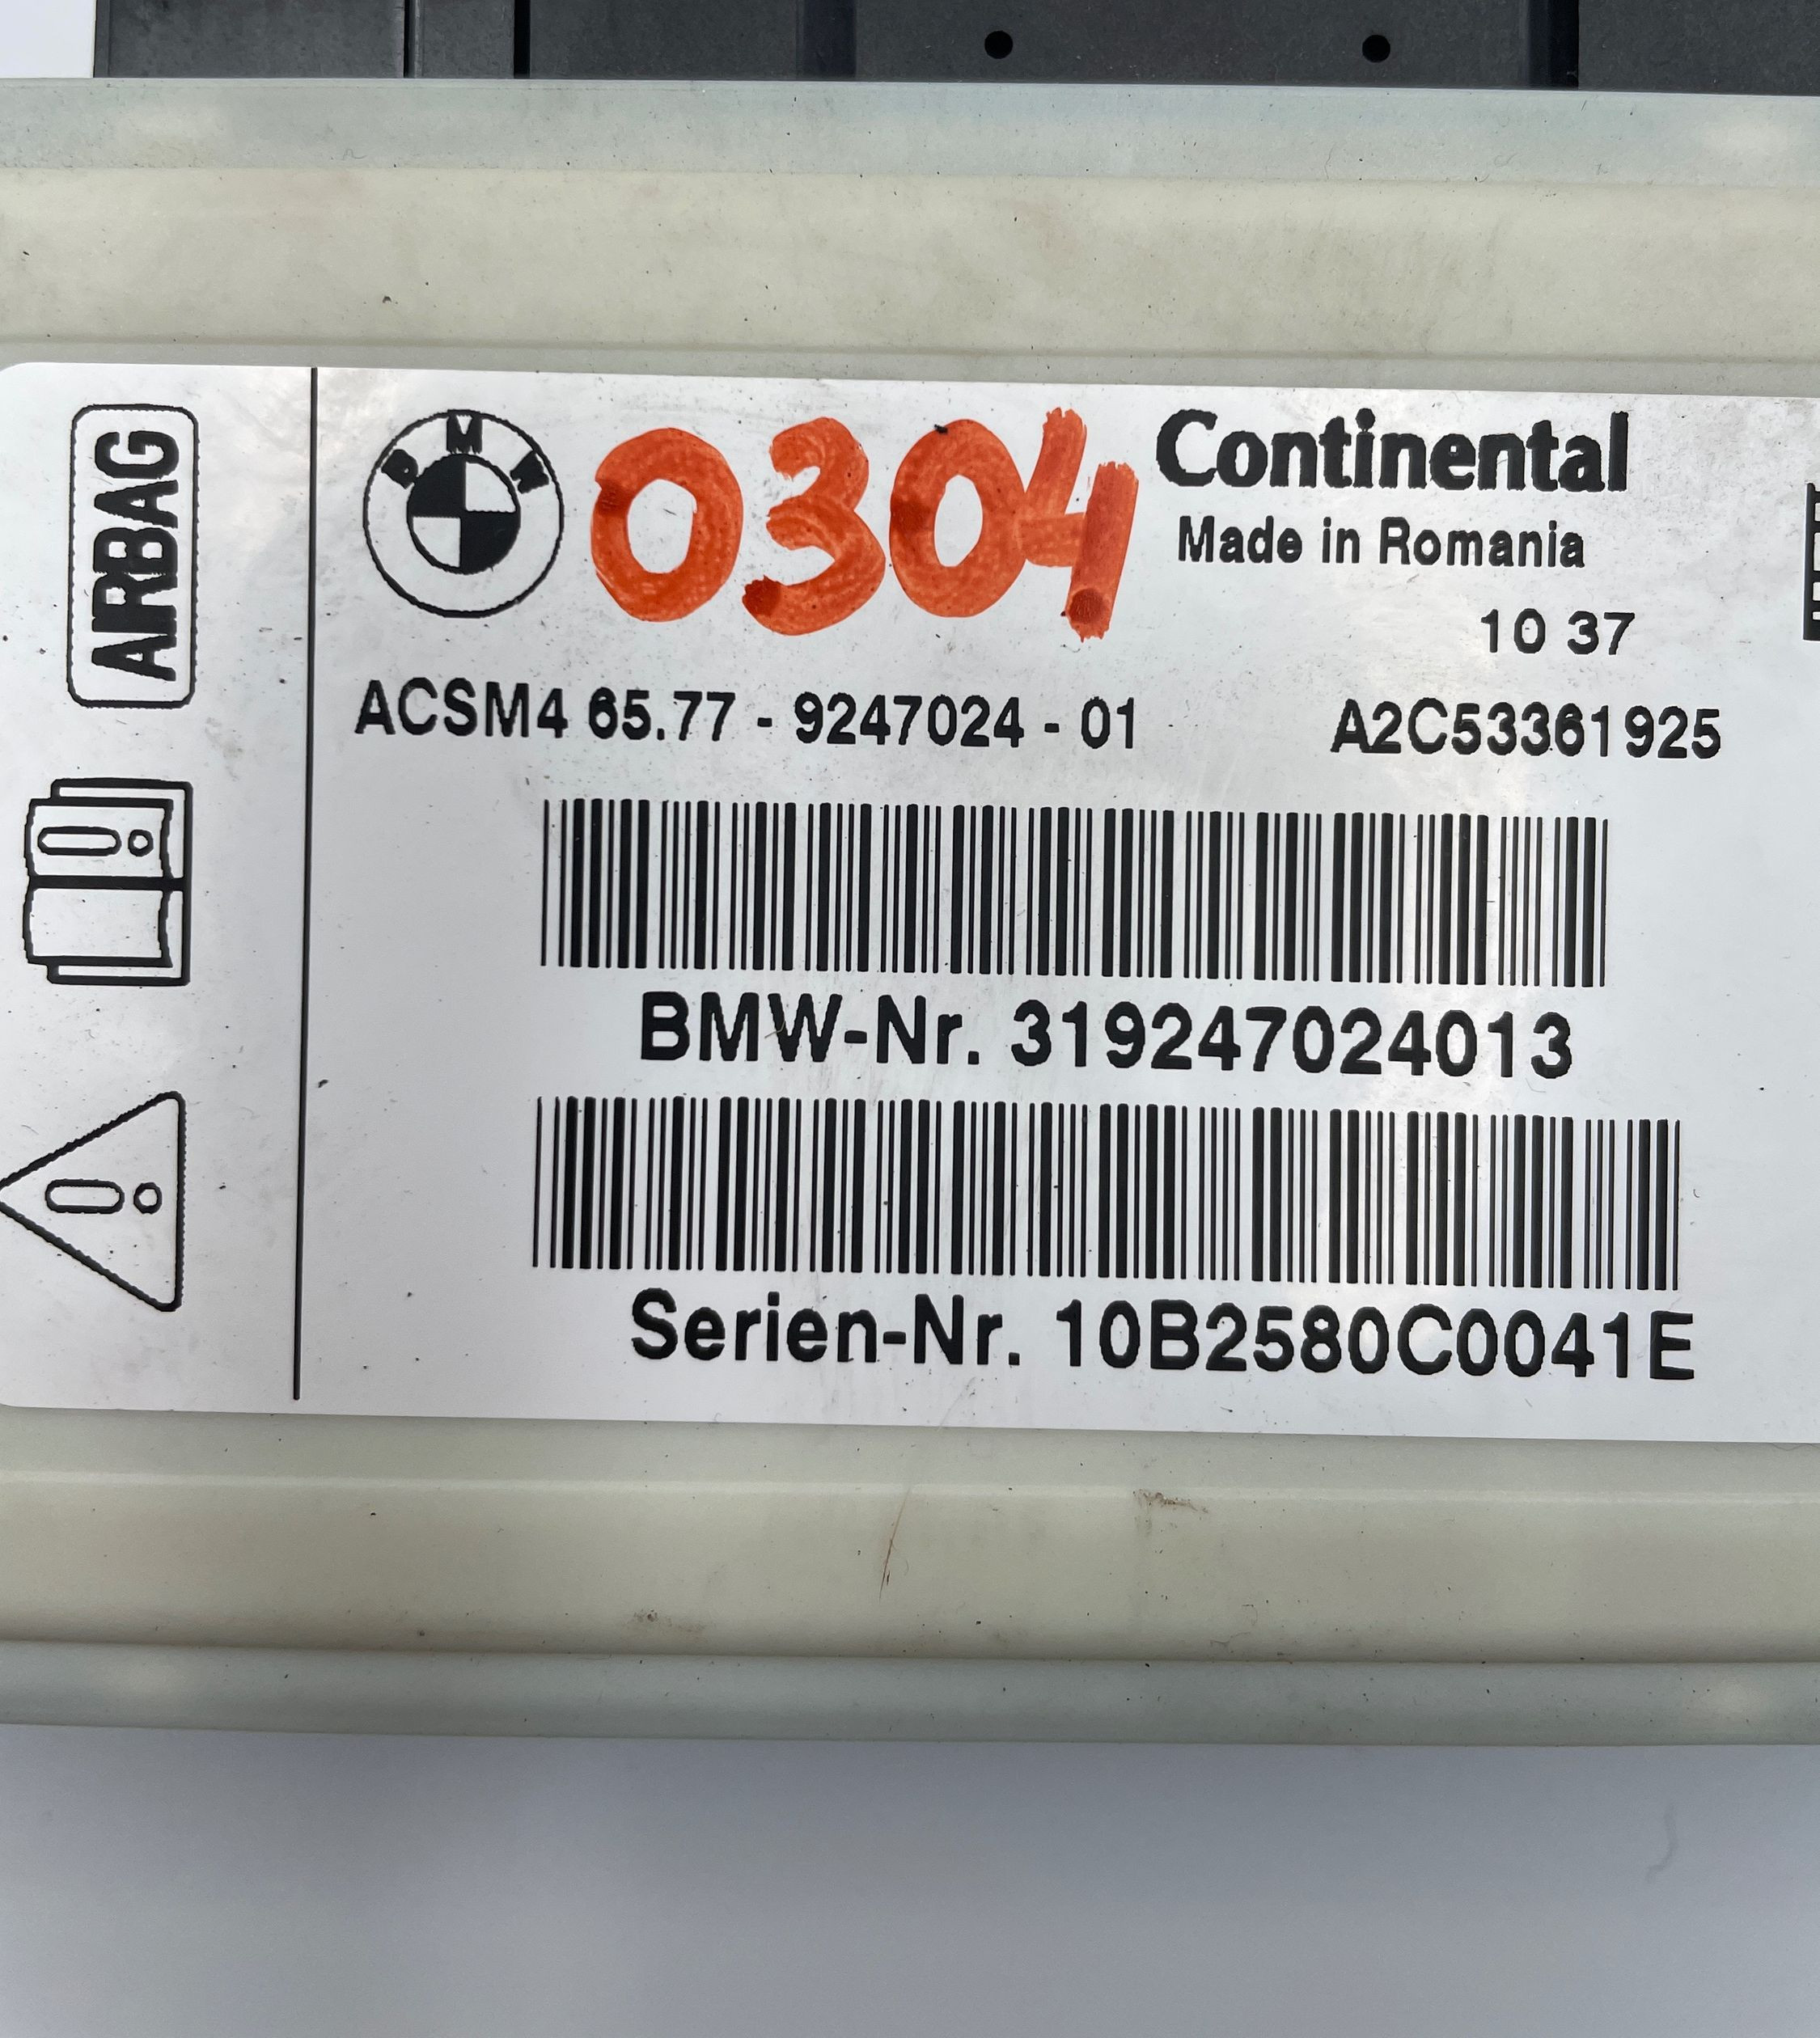 AIRBAG
BMW
0304
Continental
Made in Romania
10 37
ACSM4 65.77 - 9247024 - 01
A2C53361925
BMW-Nr. 319247024013
Serien-Nr. 10B2580C0041E